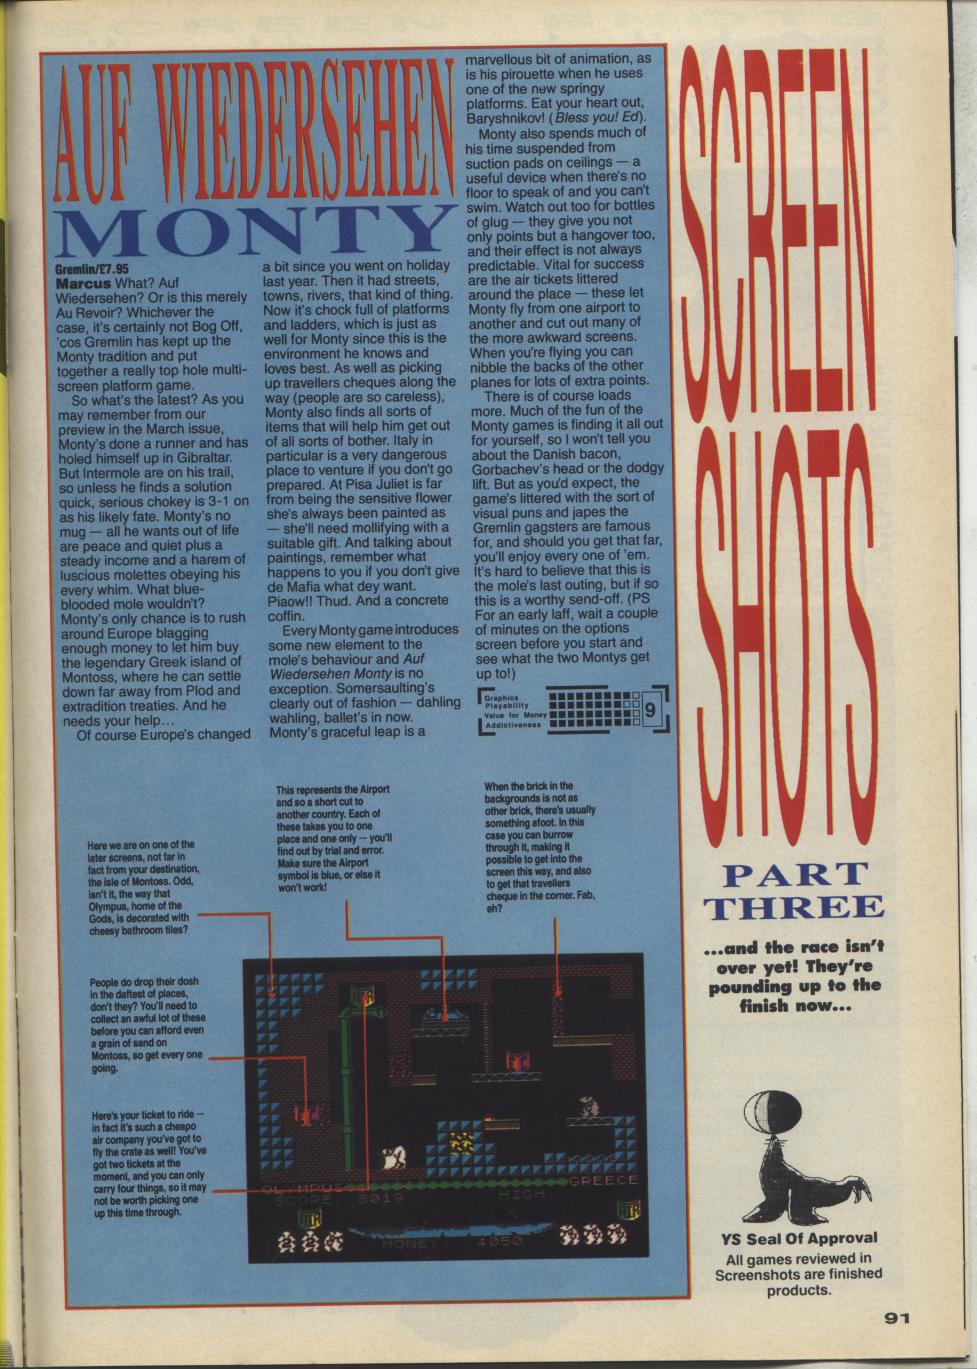 AUF WIEDERSEHEN
MONTY
Gremlin/£7.95
Marcus What? Auf
Wiedersehen? Or is this merely
Au Revoir? Whichever the
case, it's certainly not Bog Off,
'cos Gremlin has kept up the
Monty tradition and put
together a really top hole multi-
screen platform game.
So what's the latest? As you
may remember from our
preview in the March issue,
Monty's done a runner and has
holed himself up in Gibraltar.
But Intermole are on his trail,
so unless he finds a solution
quick, serious chokey is 3-1 on
as his likely fate. Monty's no
mug — all he wants out of life
are peace and quiet plus a
steady income and a harem of
luscious molettes obeying his
every whim. What blue-
blooded mole wouldn't?
Monty's only chance is to rush
around Europe blagging
enough money to let him buy
the legendary Greek island of
Montoss, where he can settle
down far away from Plod and
extradition treaties. And he
needs your help...
Of course Europe's changed
a bit since you went on holiday
last year. Then it had streets,
towns, rivers, that kind of thing.
Now it's chock full of platforms
and ladders, which is just as
well for Monty since this is the
environment he knows and
loves best. As well as picking
up travellers cheques along the
way (people are so careless),
Monty also finds all sorts of
items that will help him get out
of all sorts of bother. Italy in
particular is a very dangerous
place to venture if you don't go
prepared. At Pisa Juliet is far
from being the sensitive flower
she's always been painted as
— she'll need mollifying with a
suitable gift. And talking about
paintings, remember what
happens to you if you don't give
de Mafia what dey want.
Piaow!! Thud. And a concrete
coffin.
Every Monty game introduces
some new element to the
mole's behaviour and Auf
Wiedersehen Monty is no
exception. Somersaulting's
clearly out of fashion — dahling
wahling, ballet's in now.
Monty's graceful leap is a
marvellous bit of animation, as
is his pirouette when he uses
one of the new springy
platforms. Eat your heart out,
Baryshnikov! (Bless you! Ed).
Monty also spends much of
his time suspended from
suction pads on ceilings — a
useful device when there's no
floor to speak of and you can't
swim. Watch out too for bottles
of glug — they give you not
only points but a hangover too,
and their effect is not always
predictable. Vital for success
are the air tickets littered
around the place — these let
Monty fly from one airport to
another and cut out many of
the more awkward screens.
When you're flying you can
nibble the backs of the other
planes for lots of extra points.
There is of course loads
more. Much of the fun of the
Monty games is finding it all out
for yourself, so I won't tell you
about the Danish bacon,
Gorbachev's head or the dodgy
lift. But as you'd expect, the
game's littered with the sort of
visual puns and japes the
Gremlin gagsters are famous
for, and should you get that far,
you'll enjoy every one of 'em.
It's hard to believe that this is
the mole's last outing, but if so
this is a worthy send-off. (PS
For an early laff, wait a couple
of minutes on the options
screen before you start and
see what the two Montys get
up to!)
Graphics
Playability
Value for Money
Addictiveness
9
Here we are on one of the
later screens, not far in
fact from your destination,
the isle of Montoss. Odd,
isn't it, the way that
Olympus, home of the
Gods, is decorated with
cheesy bathroom tiles?
This represents the Airport
and so a short cut to
another country. Each of
these takes you to one
place and one only — you'll
find out by trial and error.
Make sure the Airport
symbol is blue, or else it
won't work!
When the brick in the
backgrounds is not as
other brick, there's usually
something afoot. In this
case you can burrow
through it, making it
possible to get into the
screen this way, and also
to get that travellers
cheque in the corner. Fab,
eh?
People do drop their dosh
in the daftest of places,
don't they? You'll need to
collect an awful lot of these
before you can afford even
a grain of sand on
Montoss, so get every one
going.
Here's your ticket to ride —
in fact it's such a cheapo
air company you've got to
fly the crate as well! You've
got two tickets at the
moment, and you can only
carry four things, so it may
not be worth picking one
up this time through.
OLYMPUS GREECE
SCORE 8019 HIGH
AIR AIR
MONEY: 4050
SCREEN
SHOTS
PART
THREE
...and the race isn't
over yet! They're
pounding up to the
finish now...
YS Seal Of Approval
All games reviewed in
Screenshots are finished
products.
91